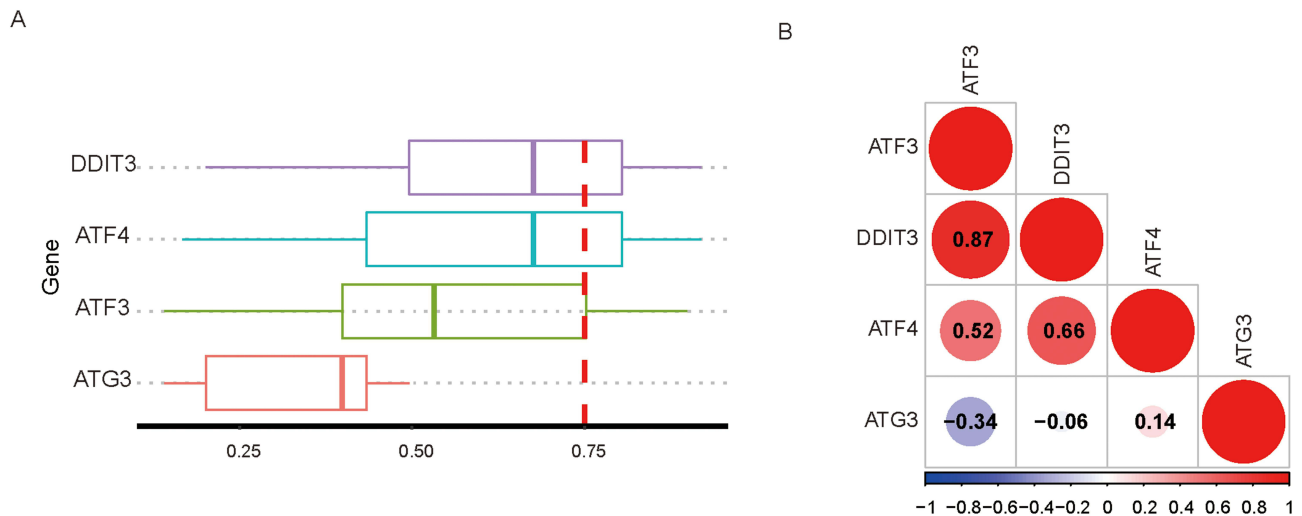 A
Gene
DDIT3
ATF4
ATF3
ATG3
0.25 0.50 0.75
B
ATF3
DDIT3
ATF4
ATG3
ATF3
DDIT3 0.87
ATF4 0.52 0.66
ATG3 −0.34 −0.06 0.14
−1 −0.8 −0.6 −0.4 −0.2 0 0.2 0.4 0.6 0.8 1